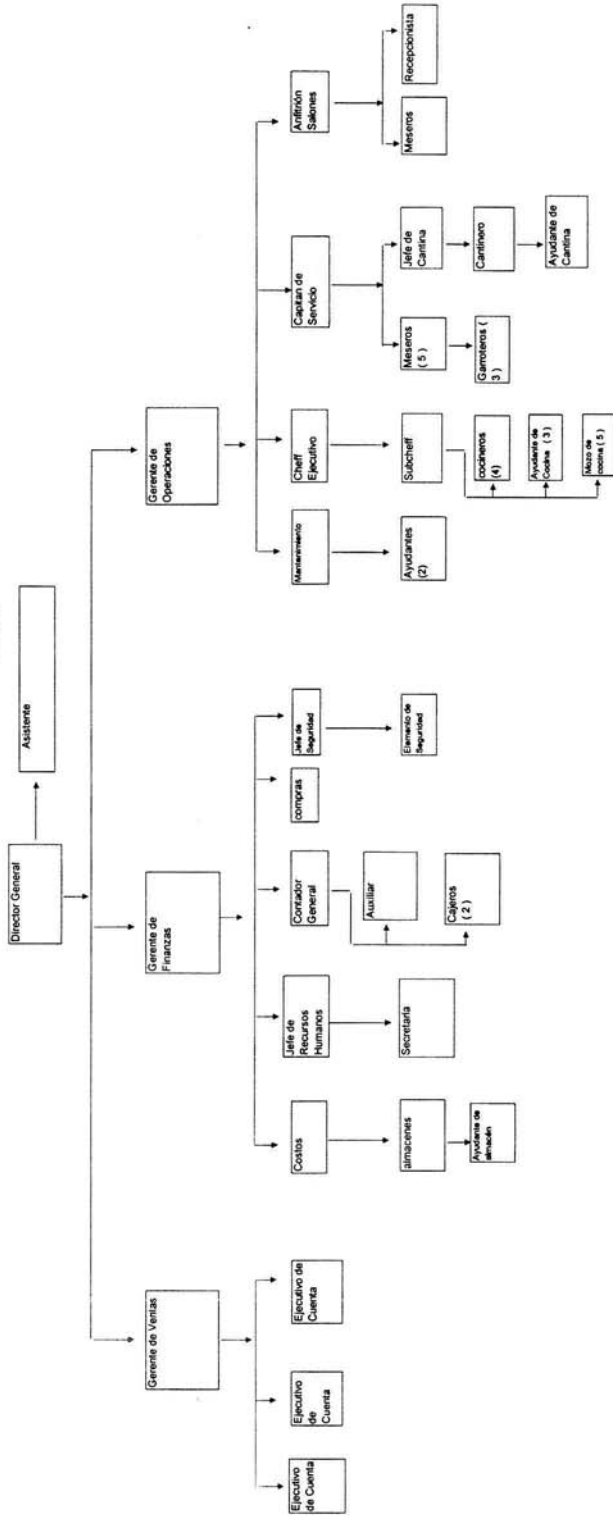 Director General
Asistente
Gerente de Ventas
Gerente de
Finanzas
Gerente de
Operaciones
Ejecutivo
de Cuenta
Ejecutivo
de
Cuenta
Ejecutivo de
Cuenta
Costos
Jefe de
Recursos
Humanos
Contador
General
compras
Jefe de
Seguridad
Mantenimiento
Cheff
Ejecutivo
Capitan de
Servicio
Anfitrión
Salones
almacenes
Ayudante de
almacén
Secretaria
Auxiliar
Cajeros
( 2 )
Elemento de
Seguridad
Ayudantes
(2)
Subcheff
cocineros
(4)
Ayudante de
Cocina ( 3 )
Mozo de
cocina ( 5 )
Meseros
( 5 )
Garroteros (
3 )
Jefe de
Cantina
Cantinero
Ayudante de
Cantina
Meseros
Recepcionista